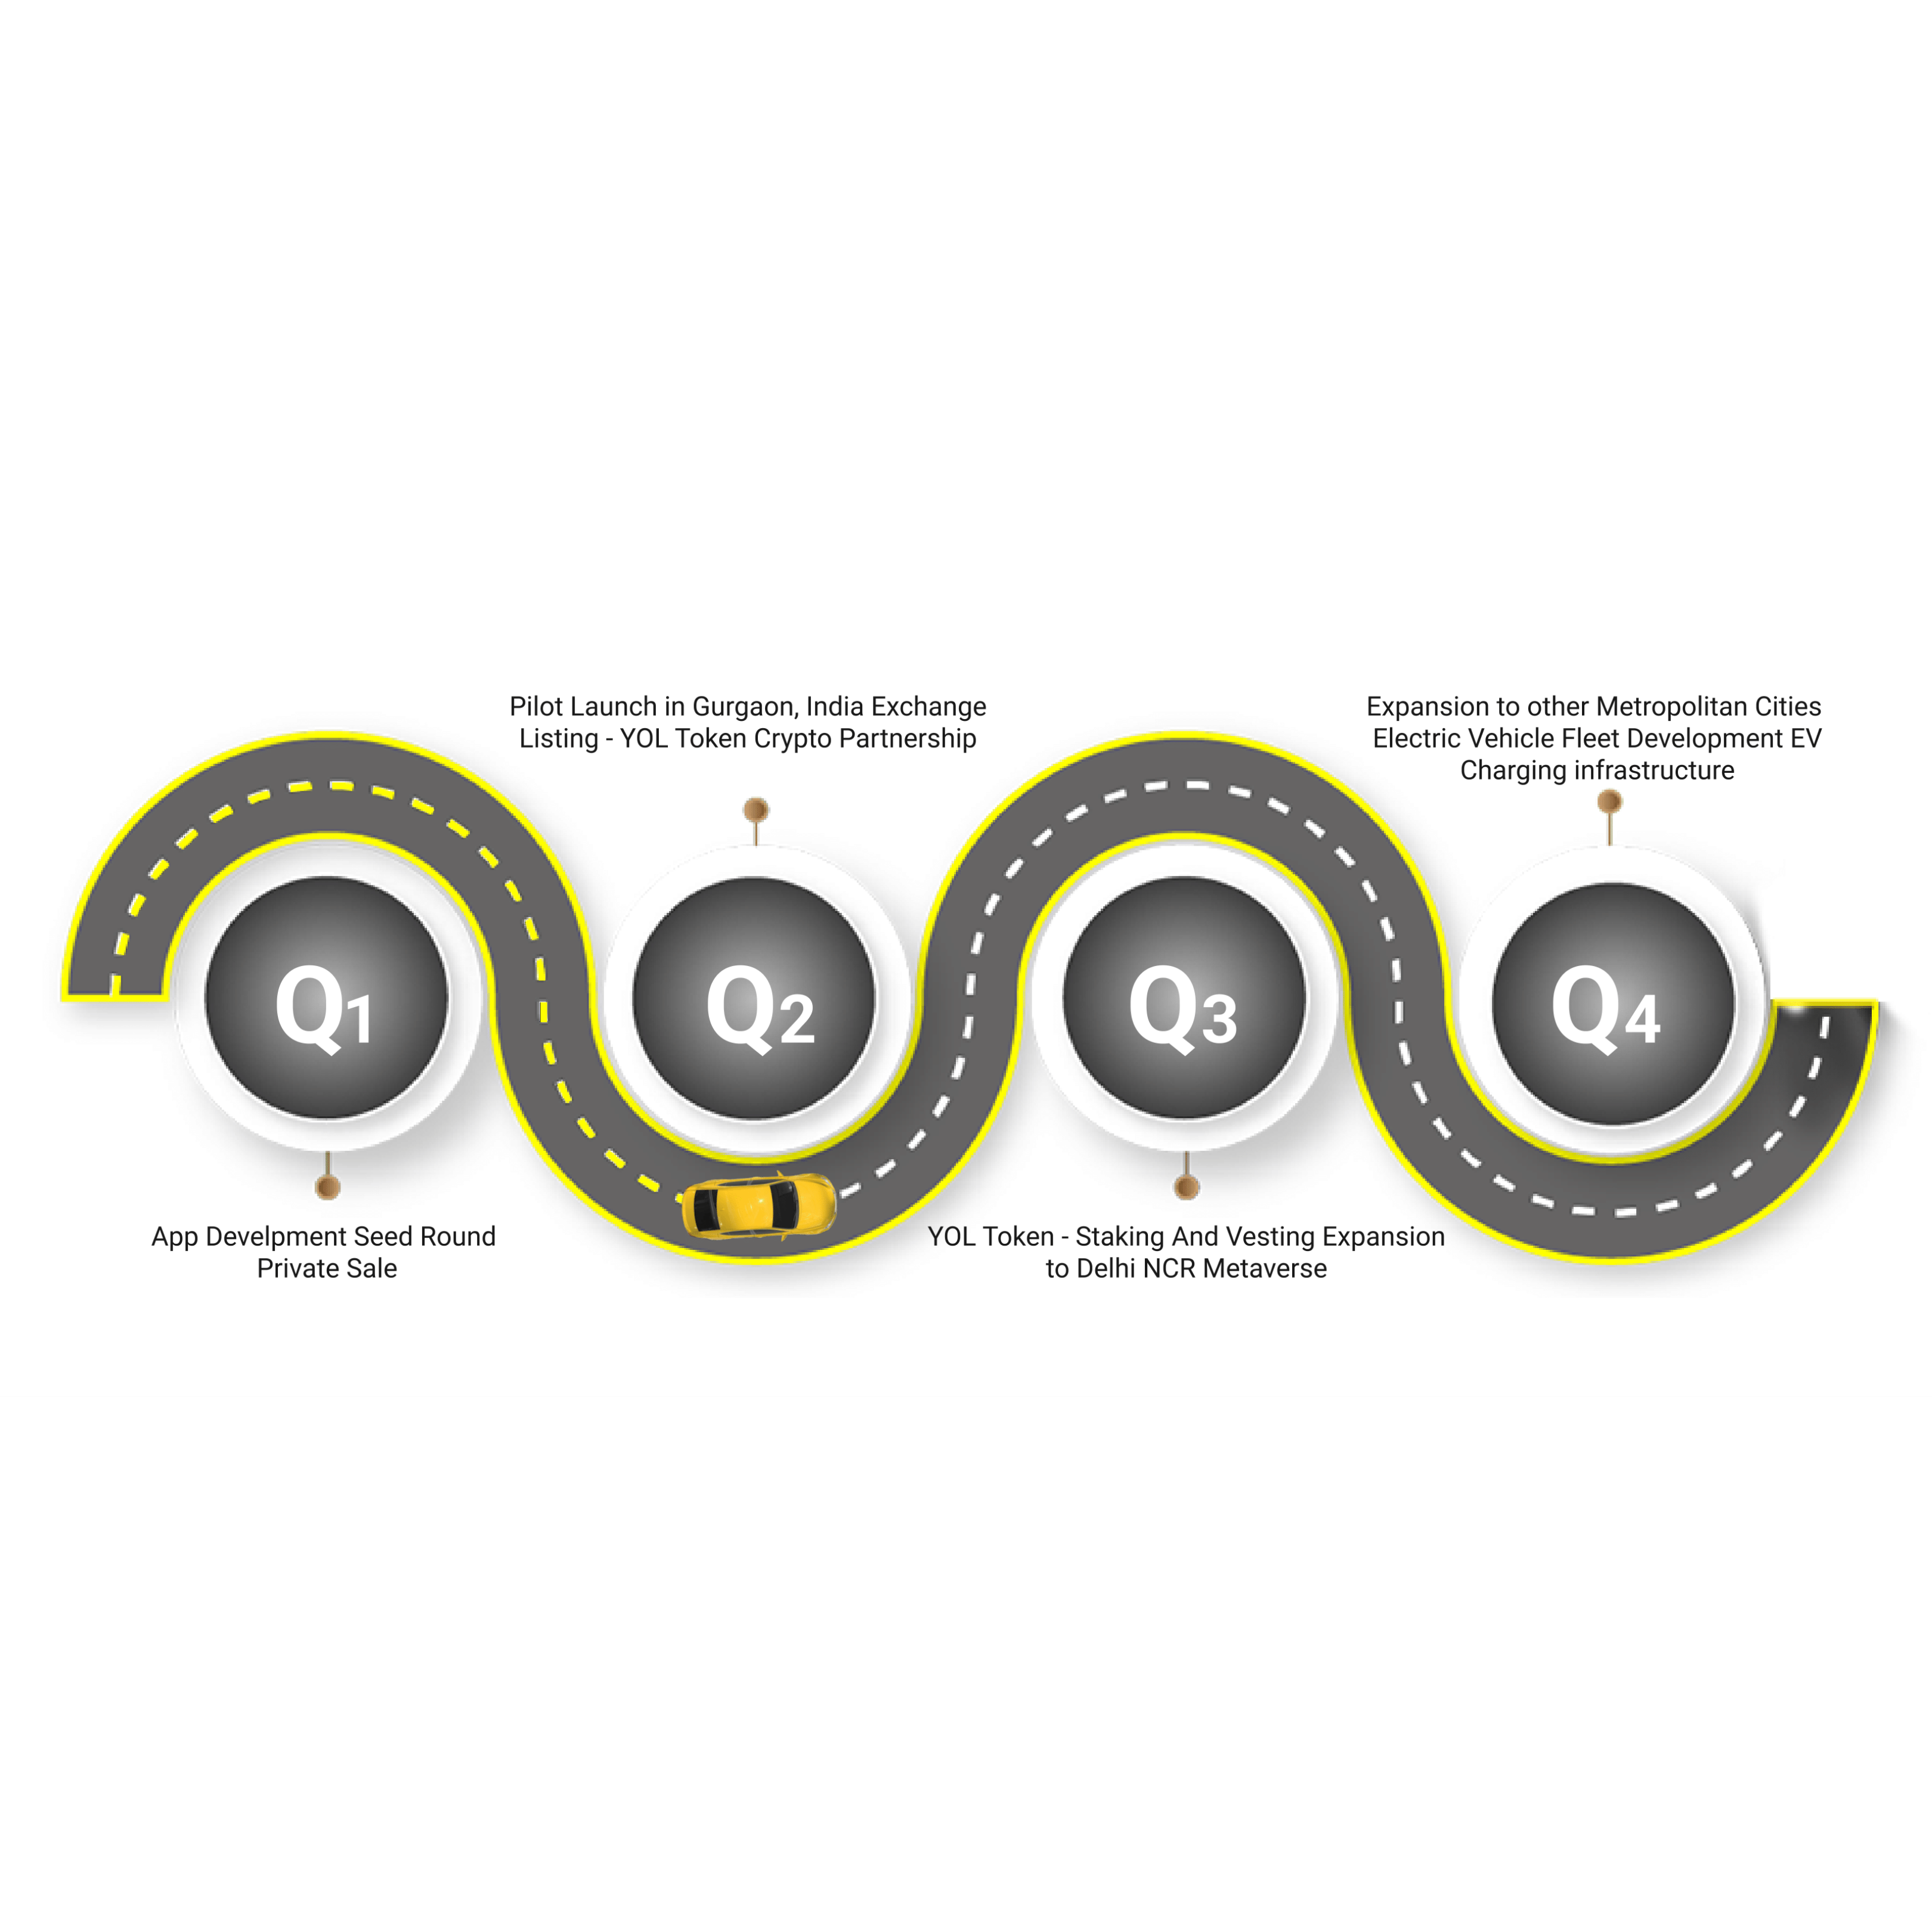 Pilot Launch in Gurgaon, India Exchange
Listing - YOL Token Crypto Partnership
Expansion to other Metropolitan Cities
Electric Vehicle Fleet Development EV
Charging infrastructure
Q1
Q2
Q3
Q4
App Develpment Seed Round
Private Sale
YOL Token - Staking And Vesting Expansion
to Delhi NCR Metaverse